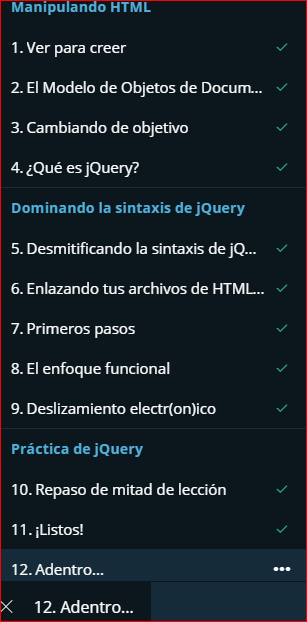 Manipulando HTML
1. Ver para creer
2. El Modelo de Objetos de Docum...
3. Cambiando de objetivo
4. ¿Qué es jQuery?
Dominando la sintaxis de jQuery
5. Desmitificando la sintaxis de jQ...
6. Enlazando tus archivos de HTML...
7. Primeros pasos
8. El enfoque funcional
9. Deslizamiento electr(on)ico
Práctica de jQuery
10. Repaso de mitad de lección
11. ¡Listos!
12. Adentro...
12. Adentro...